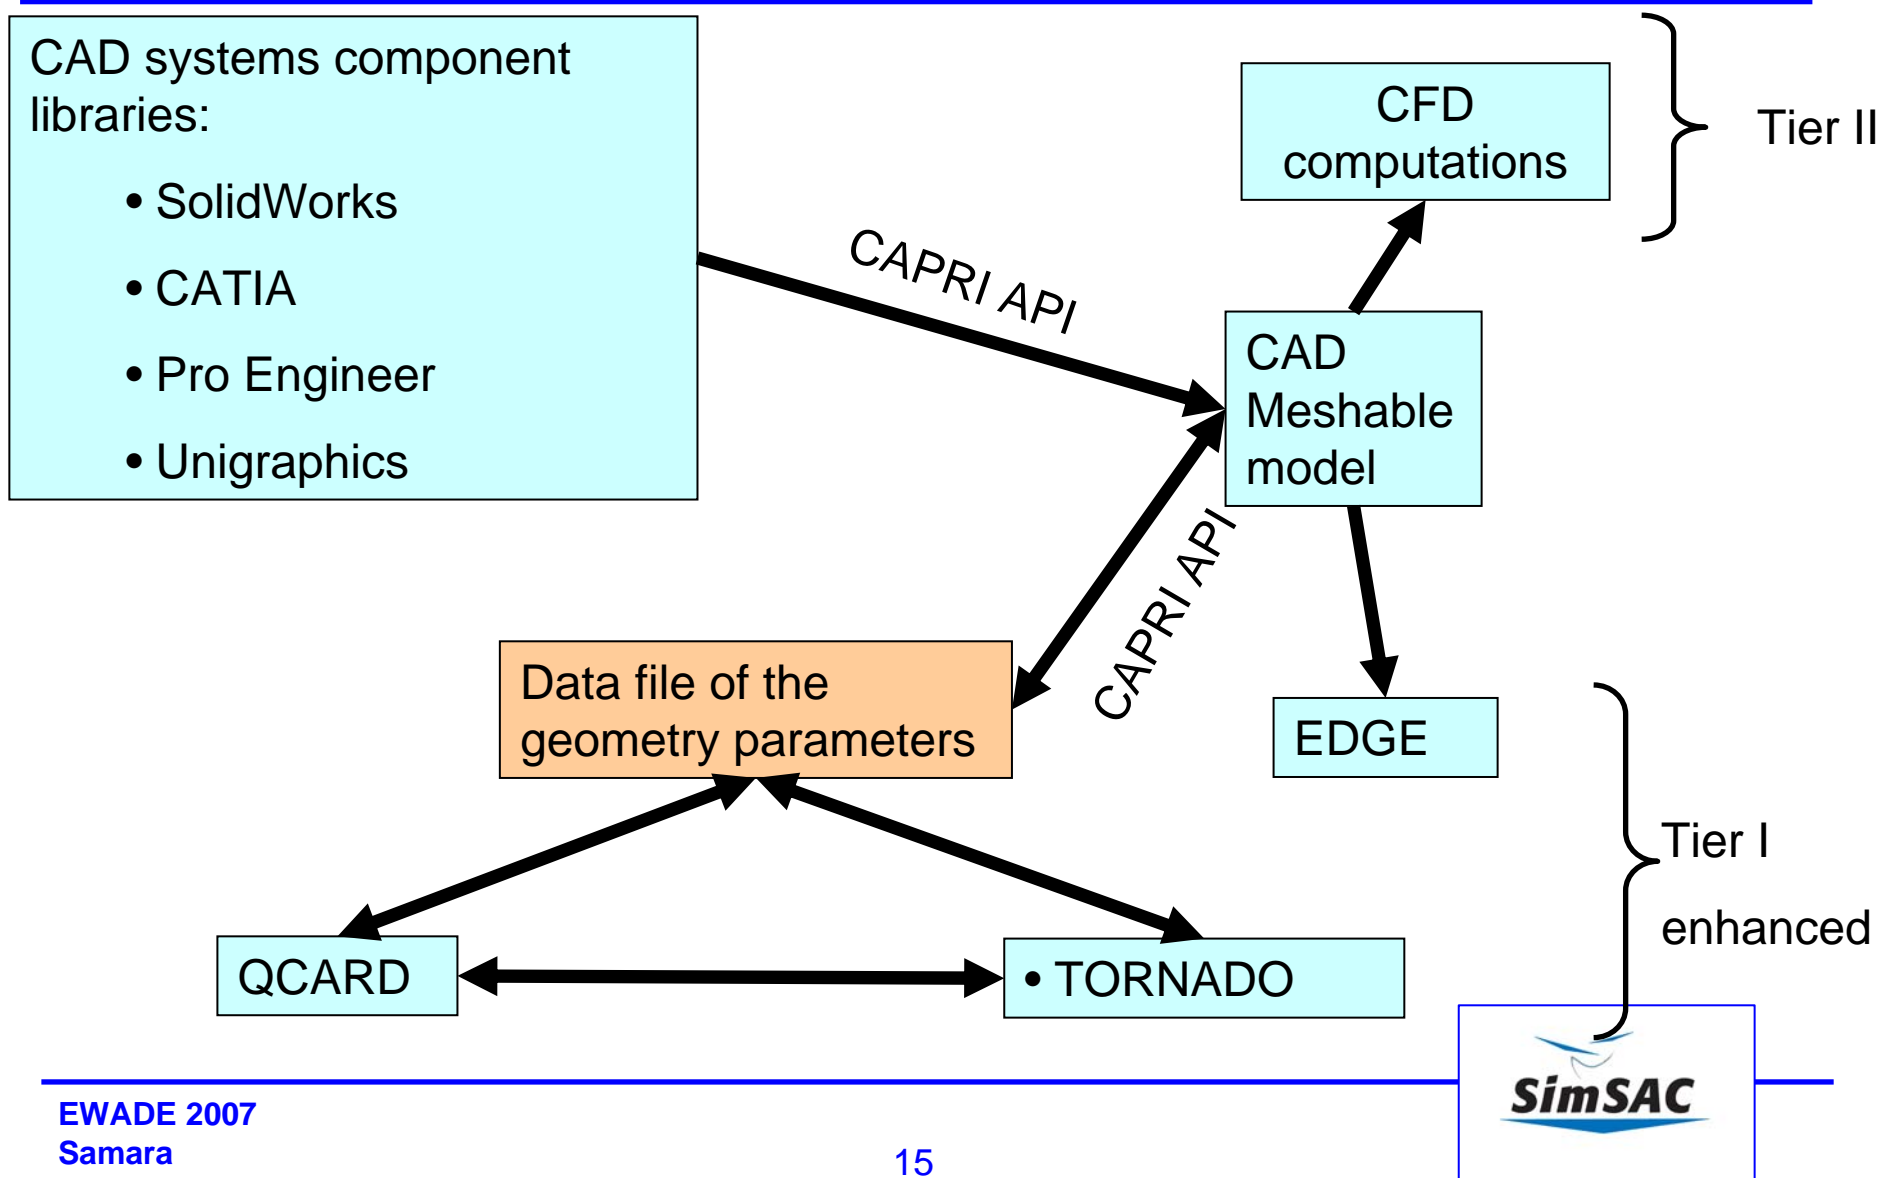 CAD systems component
libraries:
• SolidWorks
• CATIA
• Pro Engineer
• Unigraphics
CAPRI API
CFD
computations
Tier II
CAD
Meshable
model
CAPRI API
Data file of the
geometry parameters
EDGE
Tier I
enhanced
QCARD
• TORNADO
SimSAC
EWADE 2007
Samara
15